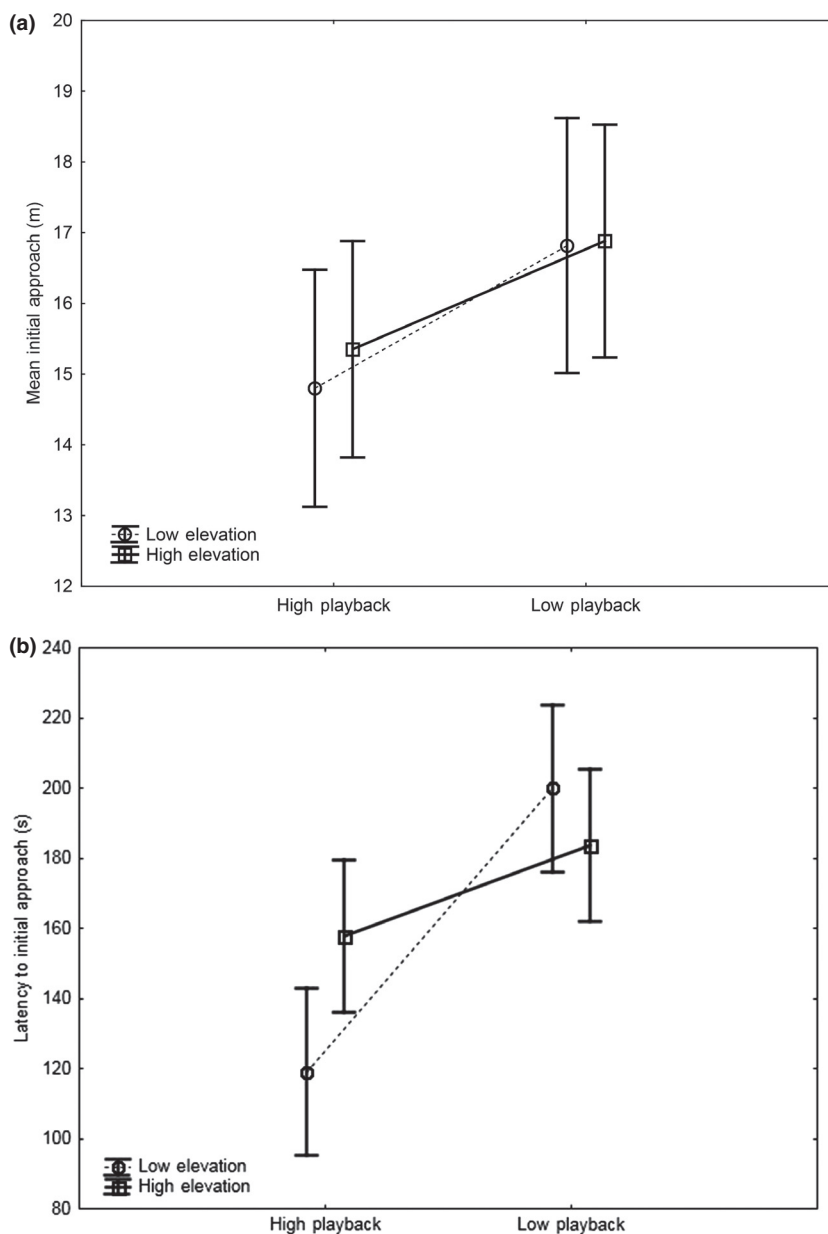 (a)
20
19
18
17
16
15
14
13
12
Mean initial approach (m)
Low elevation
High elevation
High playback Low playback
(b)
240
220
200
180
160
140
120
100
80
Latency to initial approach (s)
Low elevation
High elevation
High playback Low playback